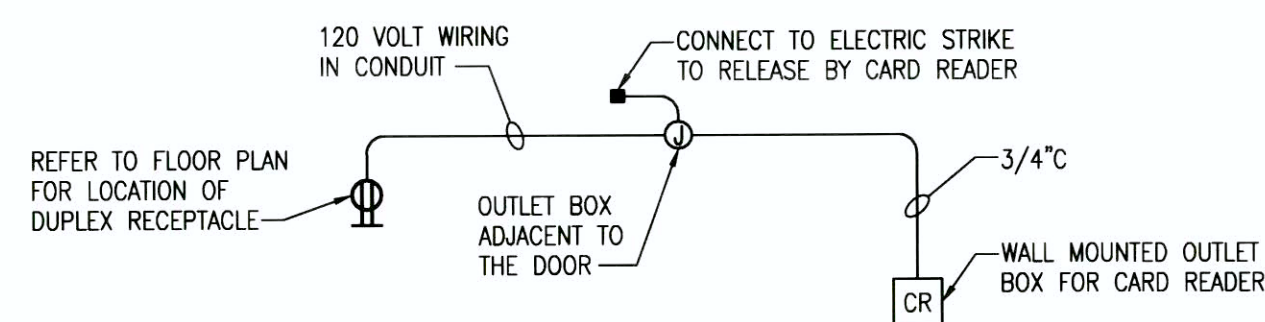 120 VOLT WIRING
IN CONDUIT
CONNECT TO ELECTRIC STRIKE
TO RELEASE BY CARD READER
REFER TO FLOOR PLAN
FOR LOCATION OF
DUPLEX RECEPTACLE
J
OUTLET BOX
ADJACENT TO
THE DOOR
3/4"C
WALL MOUNTED OUTLET
BOX FOR CARD READER
CR